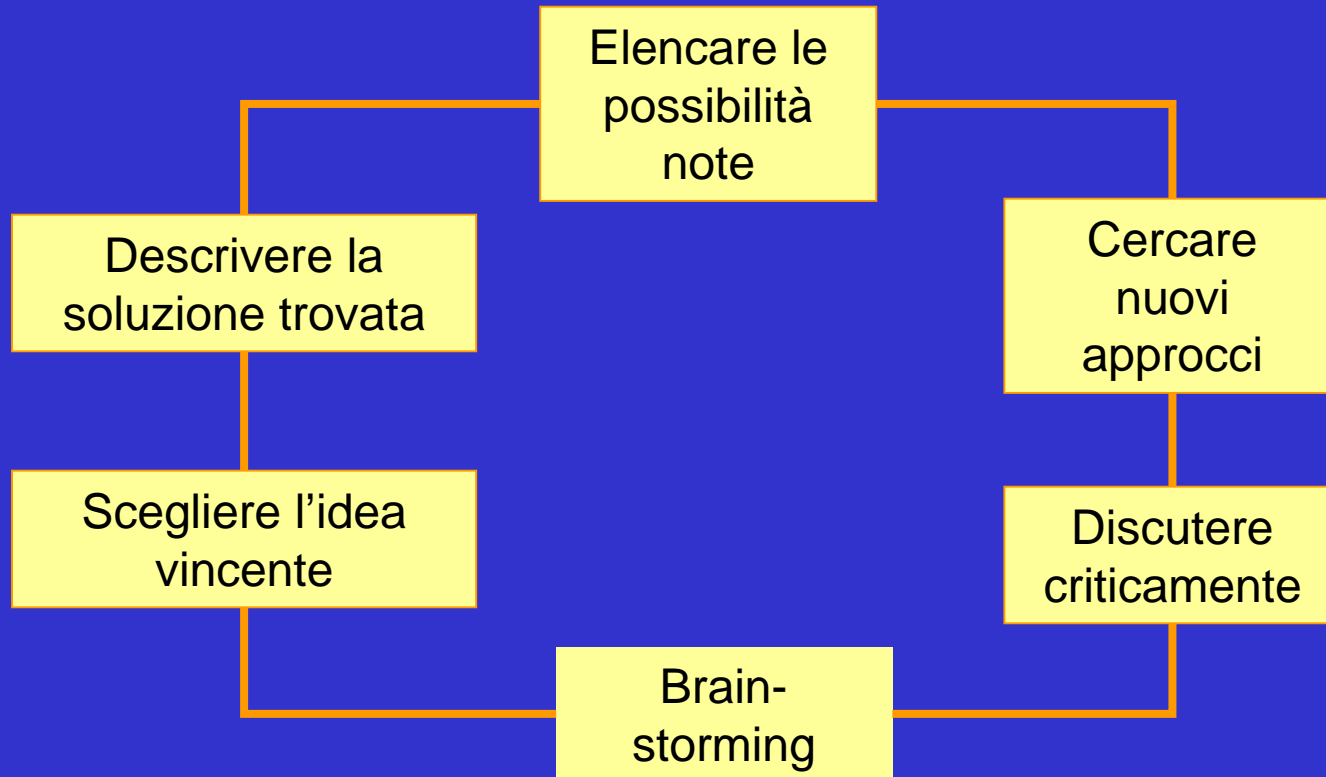 Elencare le
possibilità
note
Cercare
nuovi
approcci
Discutere
criticamente
Brain-
storming
Scegliere l’idea
vincente
Descrivere la
soluzione trovata